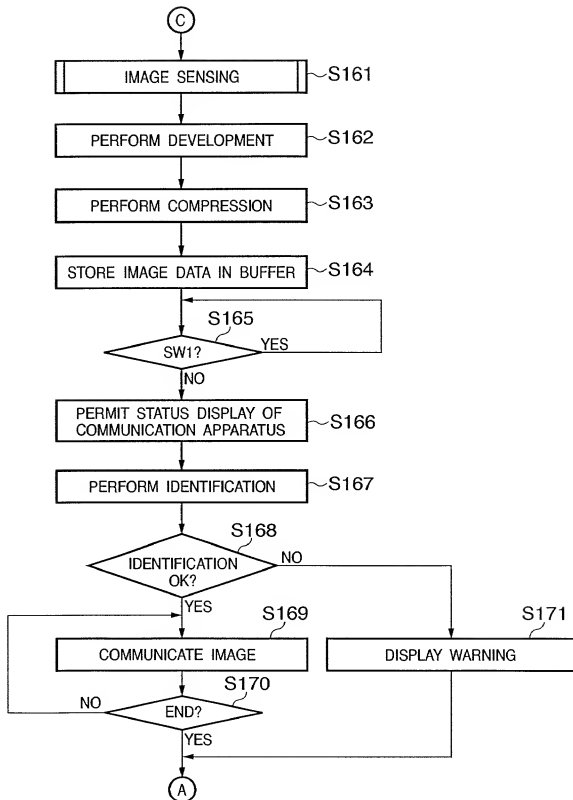 C
IMAGE SENSING
S161
PERFORM DEVELOPMENT
S162
PERFORM COMPRESSION
S163
STORE IMAGE DATA IN BUFFER
S164
S165
SW1?
YES
NO
PERMIT STATUS DISPLAY OF
COMMUNICATION APPARATUS
S166
PERFORM IDENTIFICATION
S167
S168
IDENTIFICATION
OK?
NO
YES
S169
COMMUNICATE IMAGE
S171
DISPLAY WARNING
S170
END?
NO
YES
A